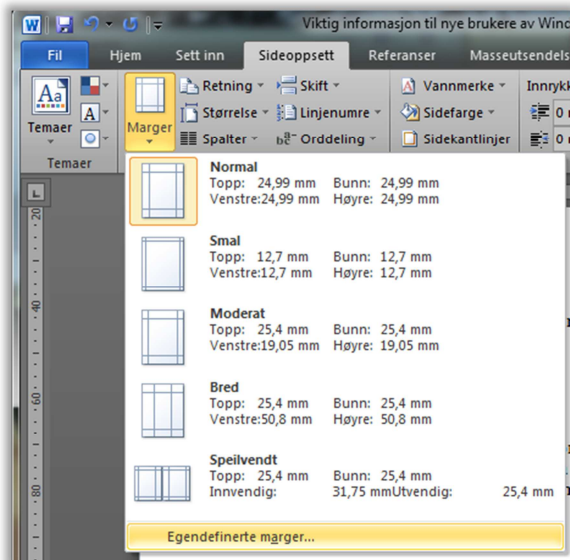 Viktig informasjon til nye brukere av Wind
Fil Hjem Sett inn Sideoppsett Referanser Masseutsendels
Aa Retning Skift Vannmerke Innrykk
A Størrelse Linjenumre Sidefarge 0
Temaer Marger Spalter Orddeling Sidekantlinjer 0
Temaer
Normal
Topp: 24,99 mm Bunn: 24,99 mm
Venstre:24,99 mm Høyre: 24,99 mm
Smal
Topp: 12,7 mm Bunn: 12,7 mm
Venstre:12,7 mm Høyre: 12,7 mm
Moderat
Topp: 25,4 mm Bunn: 25,4 mm
Venstre:19,05 mm Høyre: 19,05 mm
Bred
Topp: 25,4 mm Bunn: 25,4 mm
Venstre:50,8 mm Høyre: 50,8 mm
Speilvendt
Topp: 25,4 mm Bunn: 25,4 mm
Innvendig: 31,75 mmUtvendig: 25,4 mm
Egendefinerte marger...
20
40
60
80